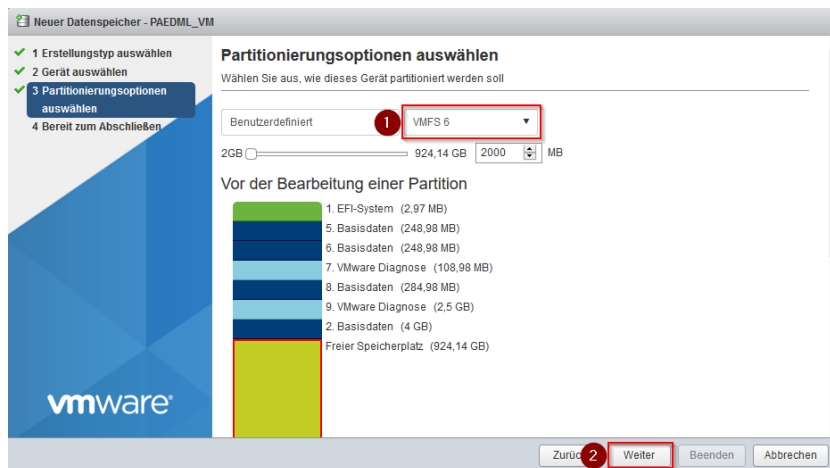 Neuer Datenspeicher - PAEDML_VM
1 Erstellungstyp auswählen
2 Gerät auswählen
3 Partitionierungsoptionen
auswählen
4 Bereit zum Abschließen
Partitionierungsoptionen auswählen
Wählen Sie aus, wie dieses Gerät partitioniert werden soll
Benutzerdefiniert 1 VMFS 6
2GB 924,14 GB 2000 MB
Vor der Bearbeitung einer Partition
1. EFI-System (2,97 MB)
5. Basisdaten (248,98 MB)
6. Basisdaten (248,98 MB)
7. VMware Diagnose (108,98 MB)
8. Basisdaten (284,98 MB)
9. VMware Diagnose (2,5 GB)
2. Basisdaten (4 GB)
Freier Speicherplatz (924,14 GB)
vmware®
Zurüc 2 Weiter Beenden Abbrechen